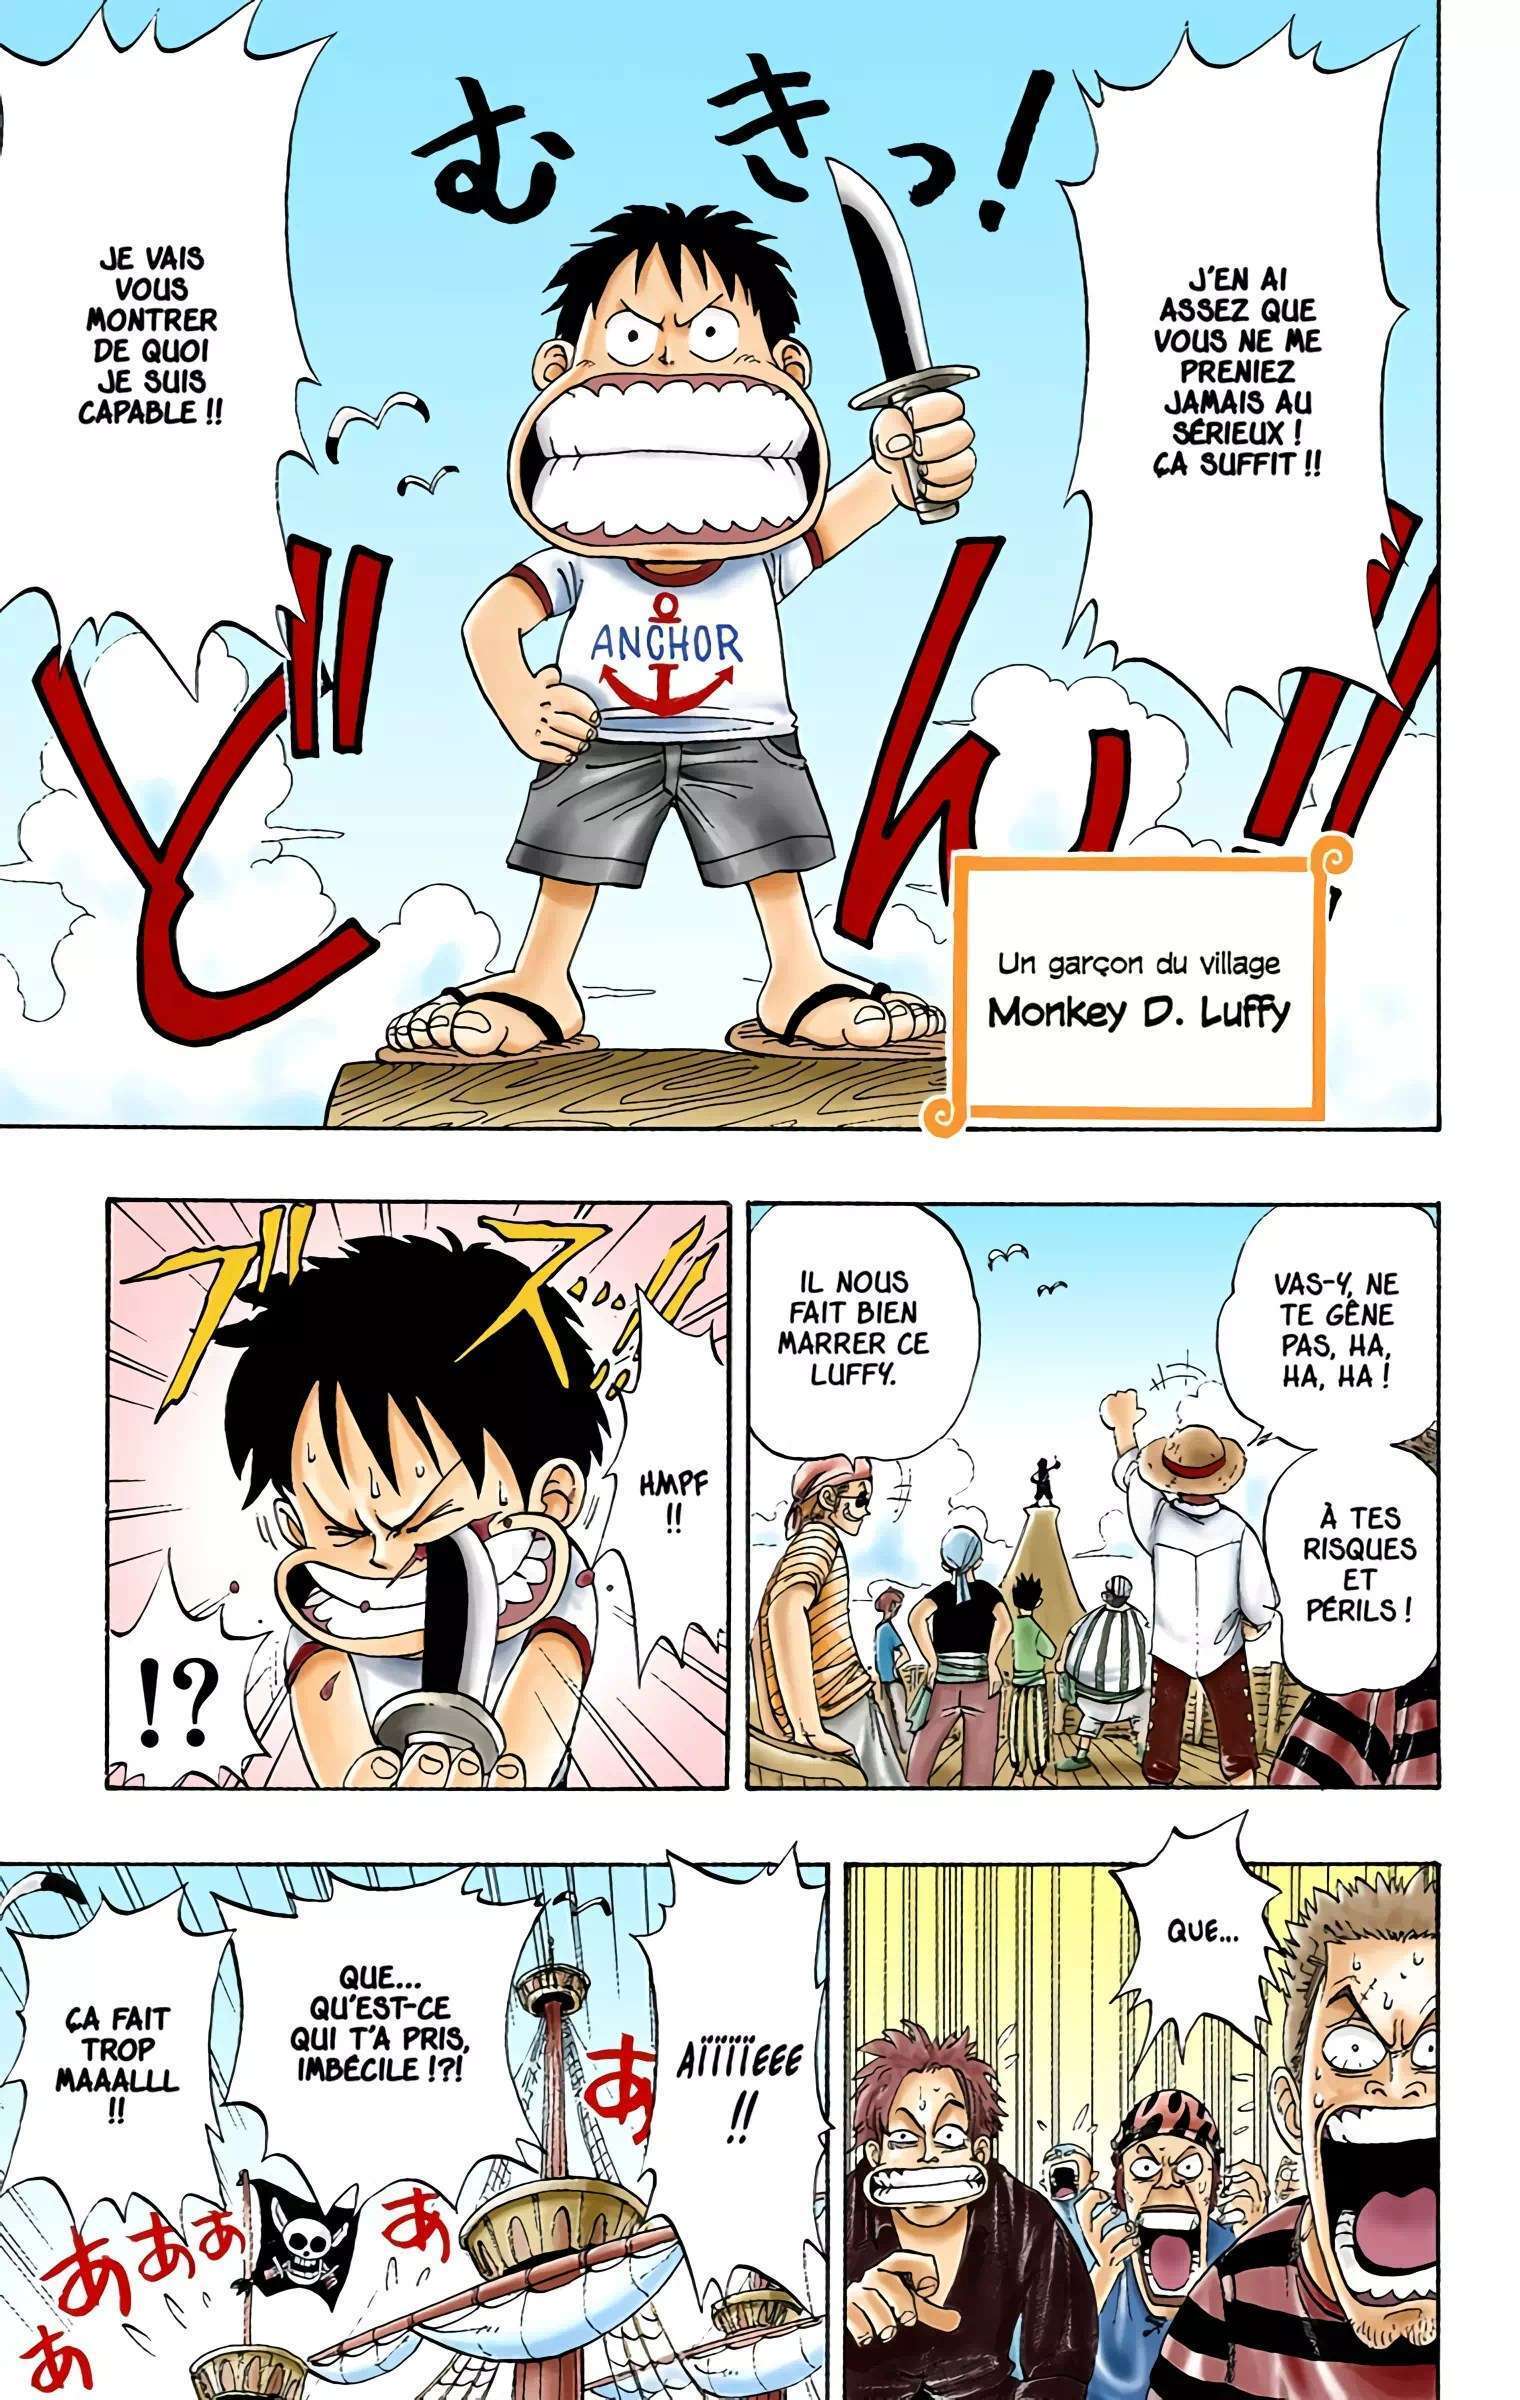 むきっ!
J'EN AI
ASSEZ QUE
VOUS NE ME
PRENIEZ
JAMAIS AU
SÉRIEUX !
ÇA SUFFIT !!
JE VAIS
VOUS
MONTRER
DE QUOI
JE SUIS
CAPABLE !!
ANCHOR
どん!!
Un garçon du village
Monkey D. Luffy
VAS-Y, NE
TE GÊNE
PAS, HA,
HA, HA !
À TES
RISQUES
ET
PÉRILS !
IL NOUS
FAIT BIEN
MARRER CE
LUFFY.
HMPF
!!
ブスッ…!!
!?
QUE...
AÏÏÏÏÏEEE
!!
QUE...
QU'EST-CE
QUI T'A PRIS,
IMBÉCILE !?!
ÇA FAIT
TROP
MAAALLL
!!
あ
あ
あ
あ
あ
あ